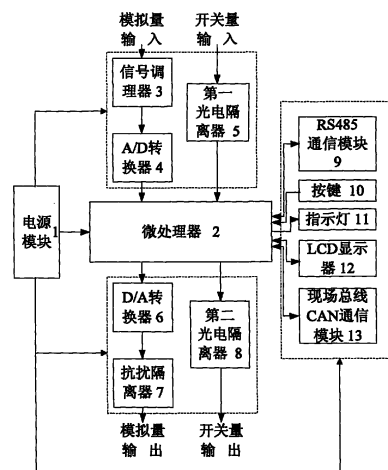 模拟量
输 入
开关量
输 入
信号调
理器 3
第一
光电隔
离器 5
A/D转
换器 4
RS485
通信模块
9
按键 10
指示灯 11
LCD显示
器 12
现场总线
CAN通信
模块 13
电源
模块 1
微处理器 2
D/A转
换器 6
第二
光电隔
离器 8
抗扰隔
离器 7
模拟量
输 出
开关量
输 出